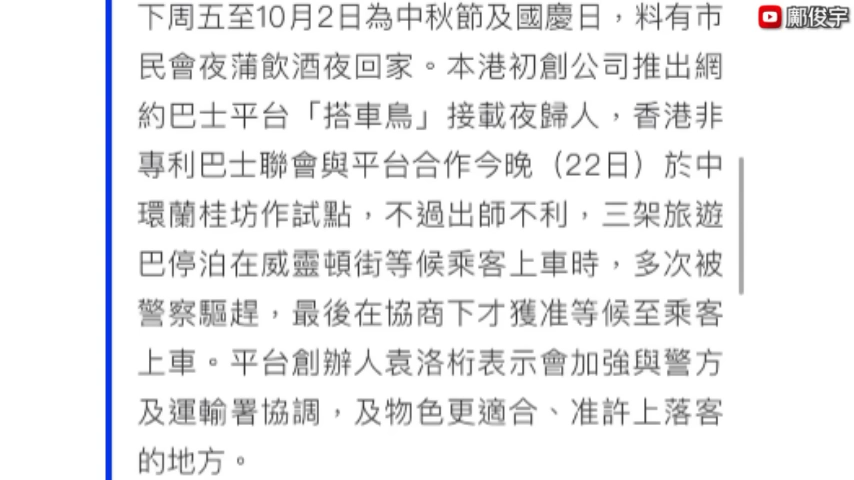 鄺俊宇
下周五至10月2日為中秋節及國慶日，料有市
民會夜蒲飲酒夜回家。本港初創公司推出網
約巴士平台「搭車鳥」接載夜歸人，香港非
專利巴士聯會與平台合作今晚（22日）於中
環蘭桂坊作試點，不過出師不利，三架旅遊
巴停泊在威靈頓街等候乘客上車時，多次被
警察驅趕，最後在協商下才獲准等候至乘客
上車。平台創辦人袁洛桁表示會加強與警方
及運輸署協調，及物色更適合、准許上落客
的地方。